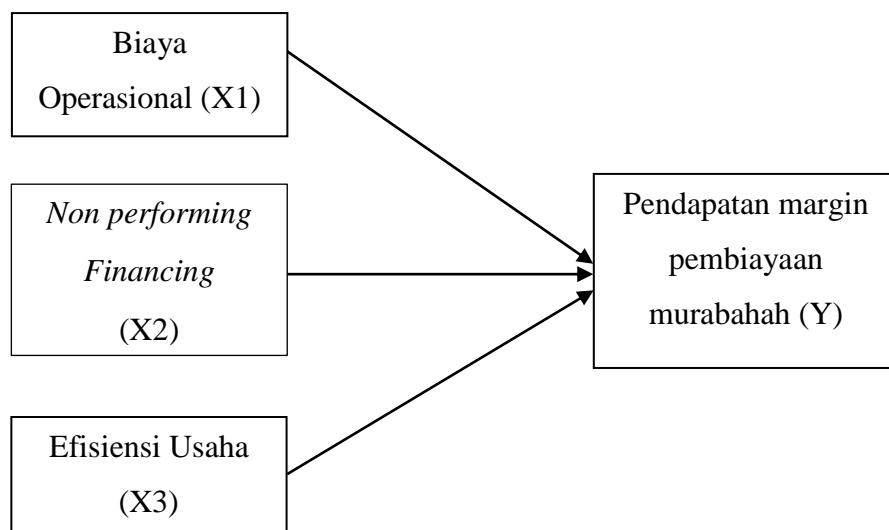 Biaya
Operasional (X1)
Non performing
Financing
(X2)
Efisiensi Usaha
(X3)
Pendapatan margin
pembiayaan
murabahah (Y)